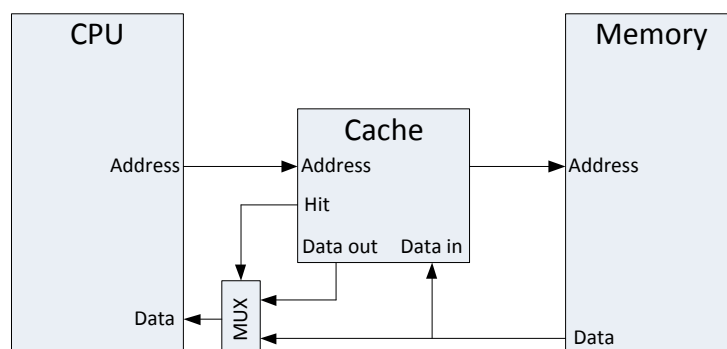 CPU
Memory
Cache
Address
Address
Address
Hit
Data out
Data in
MUX
Data
Data